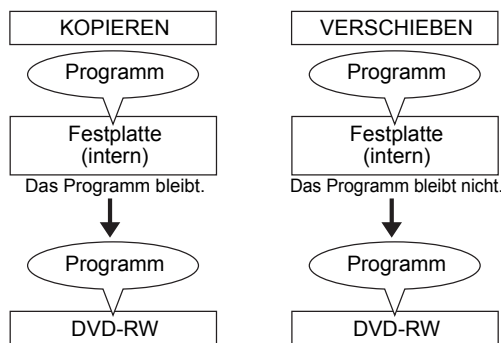 KOPIEREN
Programm
Festplatte
(intern)
Das Programm bleibt.
Programm
DVD-RW
VERSCHIEBEN
Programm
Festplatte
(intern)
Das Programm bleibt nicht.
Programm
DVD-RW